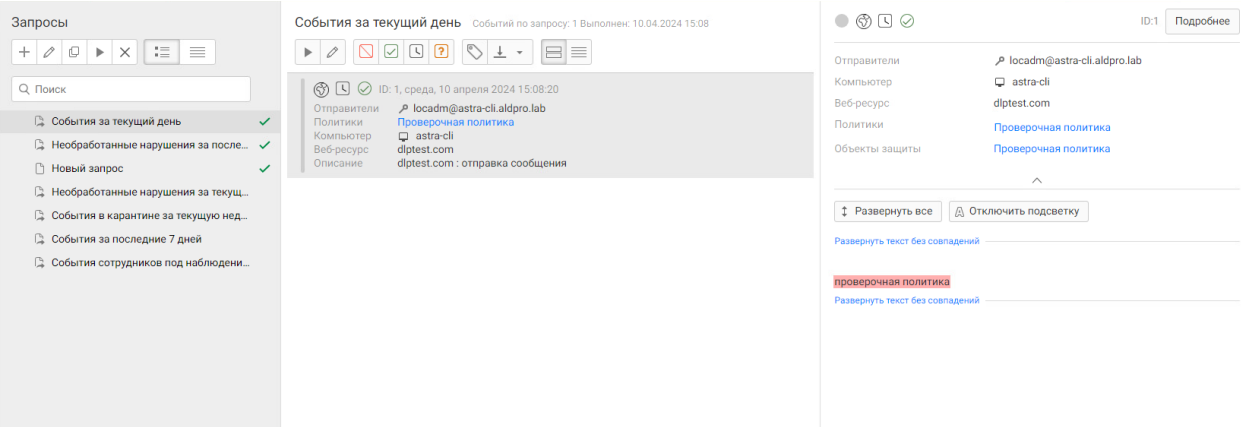 Запросы
Поиск
События за текущий день
Необработанные нарушения за после...
Новый запрос
Необработанные нарушения за текущ...
События в карантине за текущую нед...
События за последние 7 дней
События сотрудников под наблюдени...
События за текущий день Событий по запросу: 1 Выполнен: 10.04.2024 15:08
ID: 1, среда, 10 апреля 2024 15:08:20
Отправители locadm@astra-cli.aldpro.lab
Политики Проверочная политика
Компьютер astra-cli
Веб-ресурс dlptest.com
Описание dlptest.com : отправка сообщения
ID:1 Подробнее
Отправители locadm@astra-cli.aldpro.lab
Компьютер astra-cli
Веб-ресурс dlptest.com
Политики Проверочная политика
Объекты защиты Проверочная политика
Развернуть все Отключить подсветку
Развернуть текст без совпадений
проверочная политика
Развернуть текст без совпадений